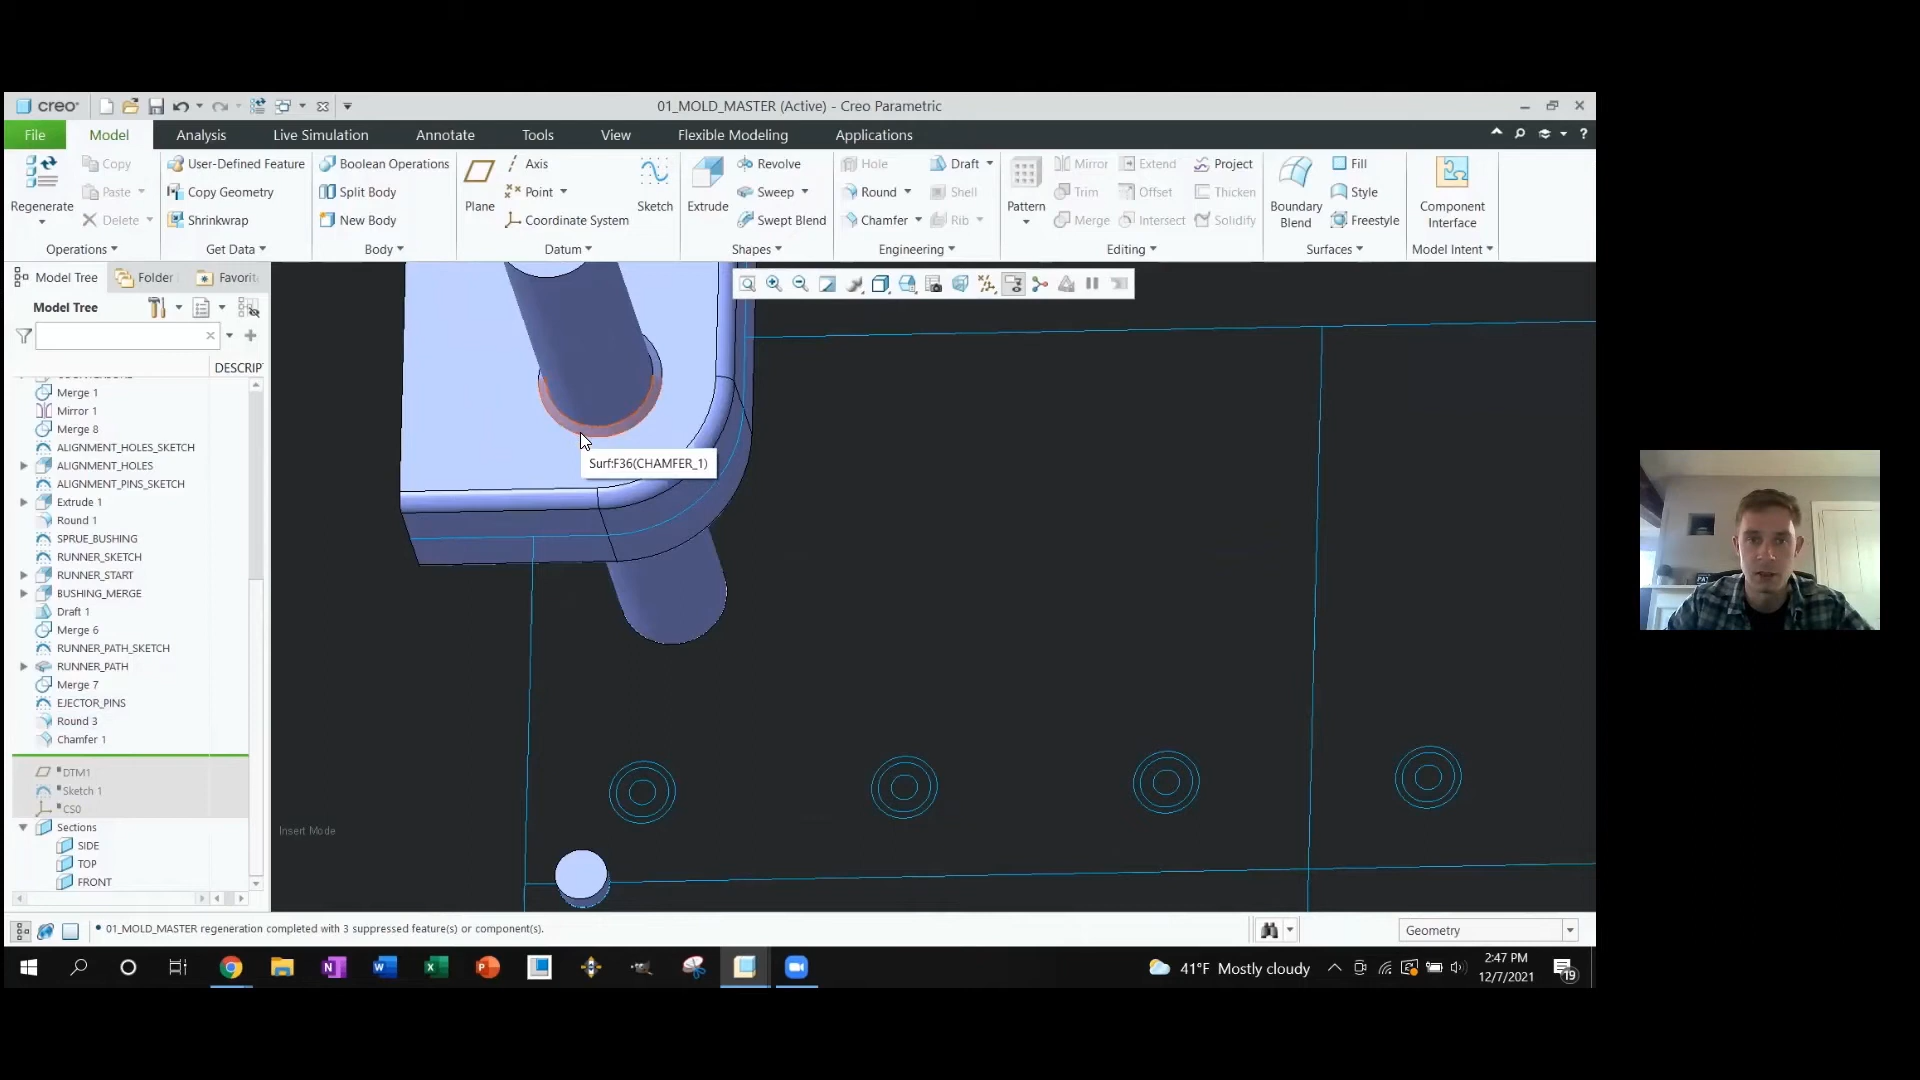 creo®
01_MOLD_MASTER (Active) - Creo Parametric
File Model Analysis Live Simulation Annotate Tools View Flexible Modeling Applications
Regenerate
Copy
Paste
Delete
Operations
User-Defined Feature
Copy Geometry
Shrinkwrap
Get Data
Boolean Operations
Split Body
New Body
Body
Plane
Axis
Point
Coordinate System
Sketch
Datum
Extrude
Revolve
Sweep
Swept Blend
Shapes
Hole
Round
Chamfer
Draft
Shell
Rib
Engineering
Pattern
Mirror
Trim
Merge
Extend
Offset
Intersect
Project
Thicken
Solidify
Editing
Boundary
Blend
Fill
Style
Freestyle
Surfaces
Component
Interface
Model Intent
Model Tree Folder Favorit
Model Tree
DESCRIP
Merge 1
Mirror 1
Merge 8
ALIGNMENT_HOLES_SKETCH
ALIGNMENT_HOLES
ALIGNMENT_PINS_SKETCH
Extrude 1
Round 1
SPRUE_BUSHING
RUNNER_SKETCH
RUNNER_START
BUSHING_MERGE
Draft 1
Merge 6
RUNNER_PATH_SKETCH
RUNNER_PATH
Merge 7
EJECTOR_PINS
Round 3
Chamfer 1
DTM1
Sketch 1
CS0
Sections
SIDE
TOP
FRONT
Surf:F36(CHAMFER_1)
Insert Mode
• 01_MOLD_MASTER regeneration completed with 3 suppressed feature(s) or component(s).
Geometry
41°F Mostly cloudy
2:47 PM
12/7/2021
19